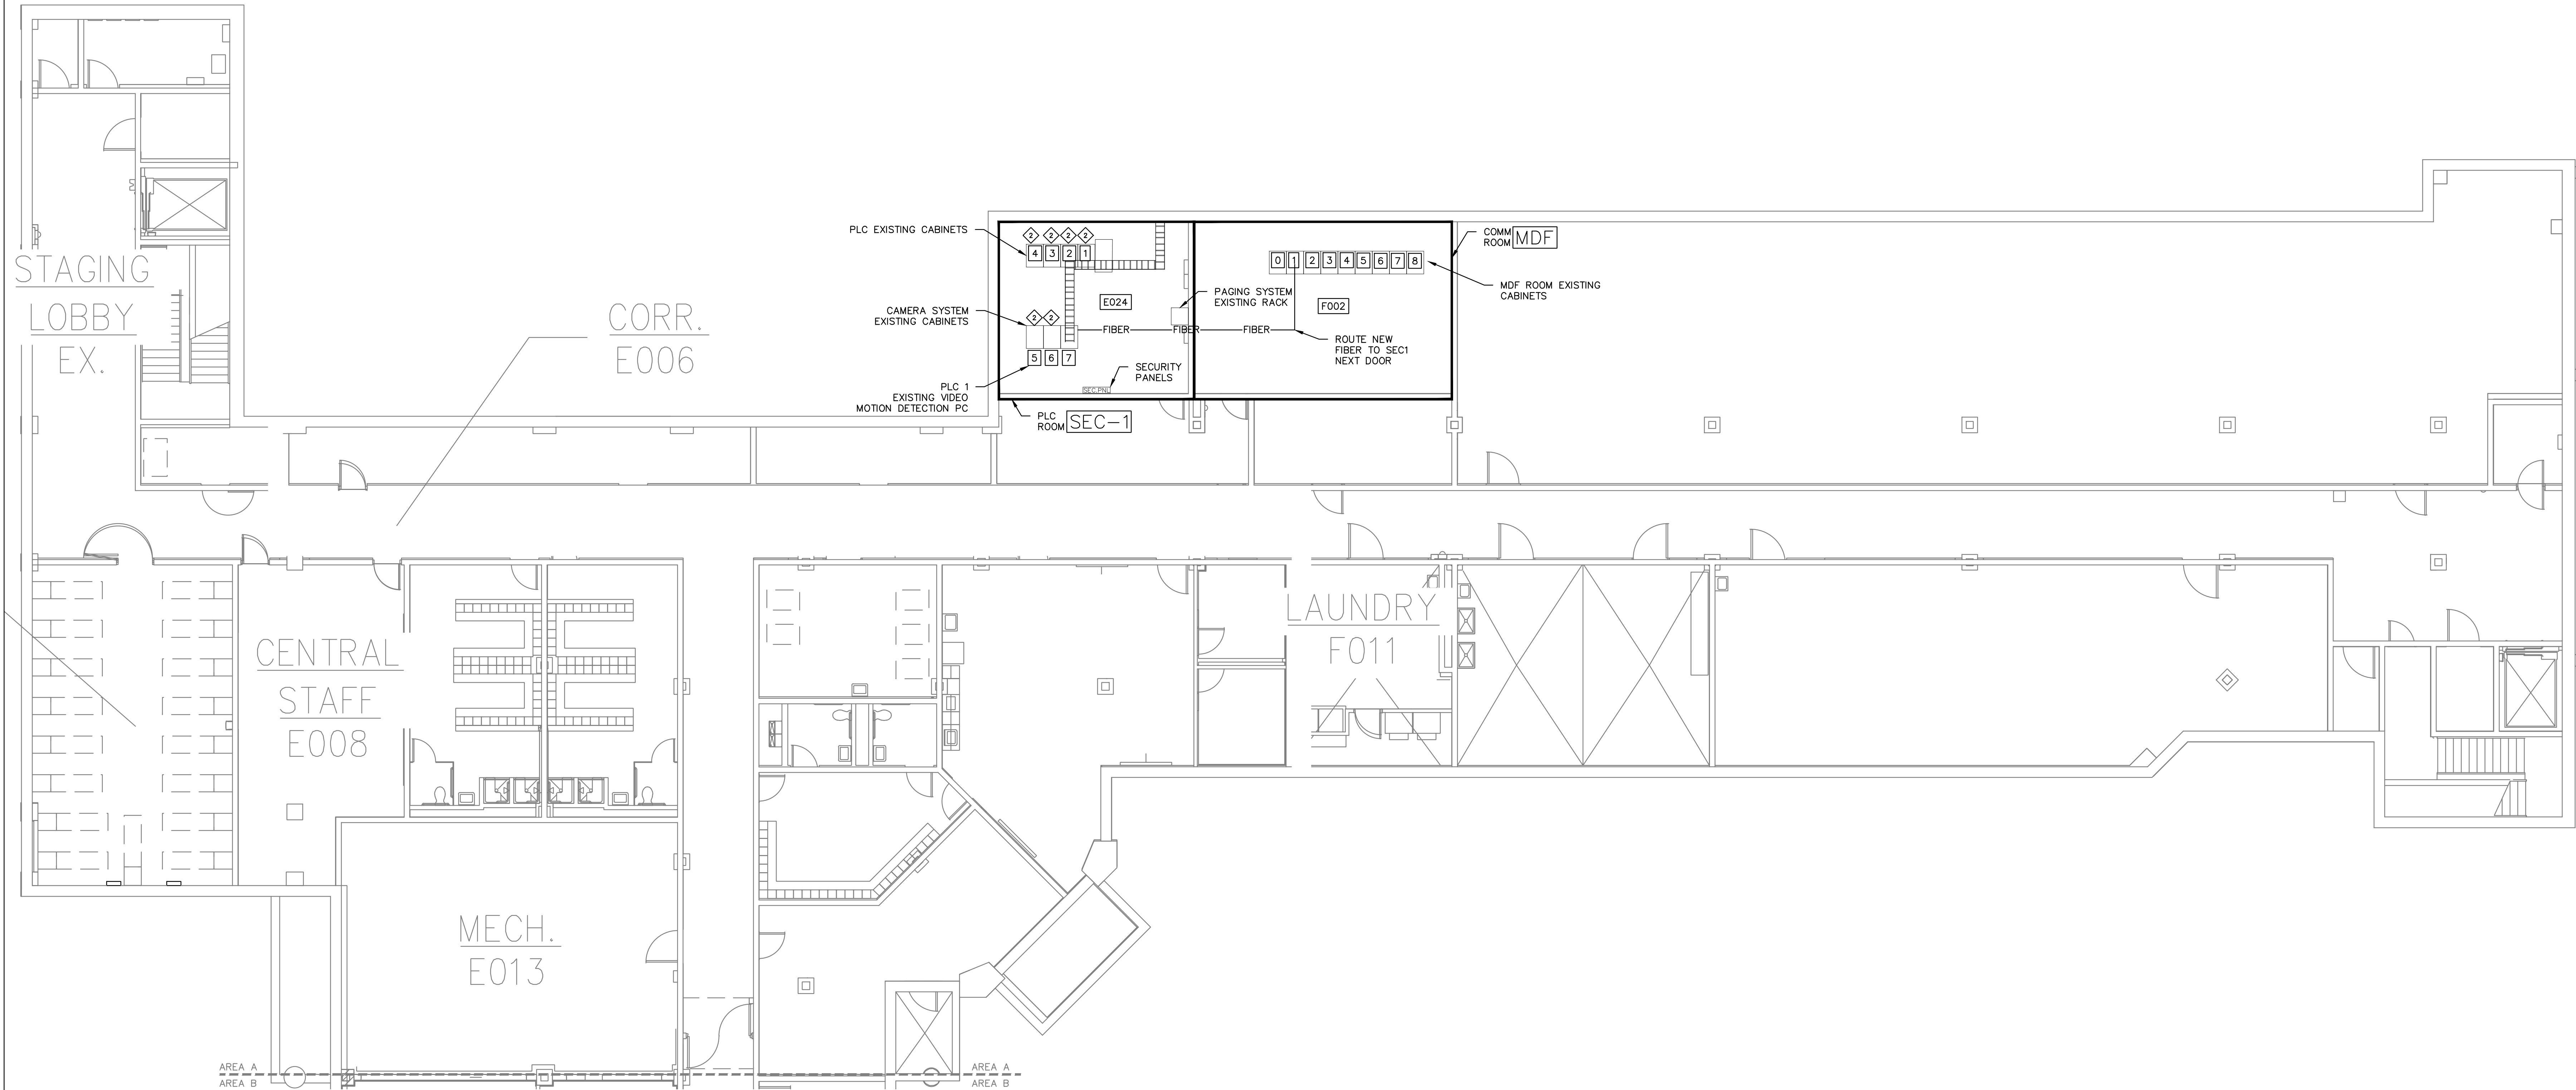 STAGING
LOBBY
EX.
CORR.
E006
PLC EXISTING CABINETS
2 2 2 2
4 3 2 1
CAMERA SYSTEM
EXISTING CABINETS
2 2
5 6 7
PLC 1
EXISTING VIDEO
MOTION DETECTION PC
E024
FIBER FIBER FIBER
SEC.PNL
SECURITY
PANELS
PLC
ROOM SEC-1
PAGING SYSTEM
EXISTING RACK
0 1 2 3 4 5 6 7 8
F002
ROUTE NEW
FIBER TO SEC1
NEXT DOOR
COMM
ROOM MDF
MDF ROOM EXISTING
CABINETS
CENTRAL
STAFF
E008
LAUNDRY
F011
MECH.
E013
AREA A
AREA B
AREA A
AREA B